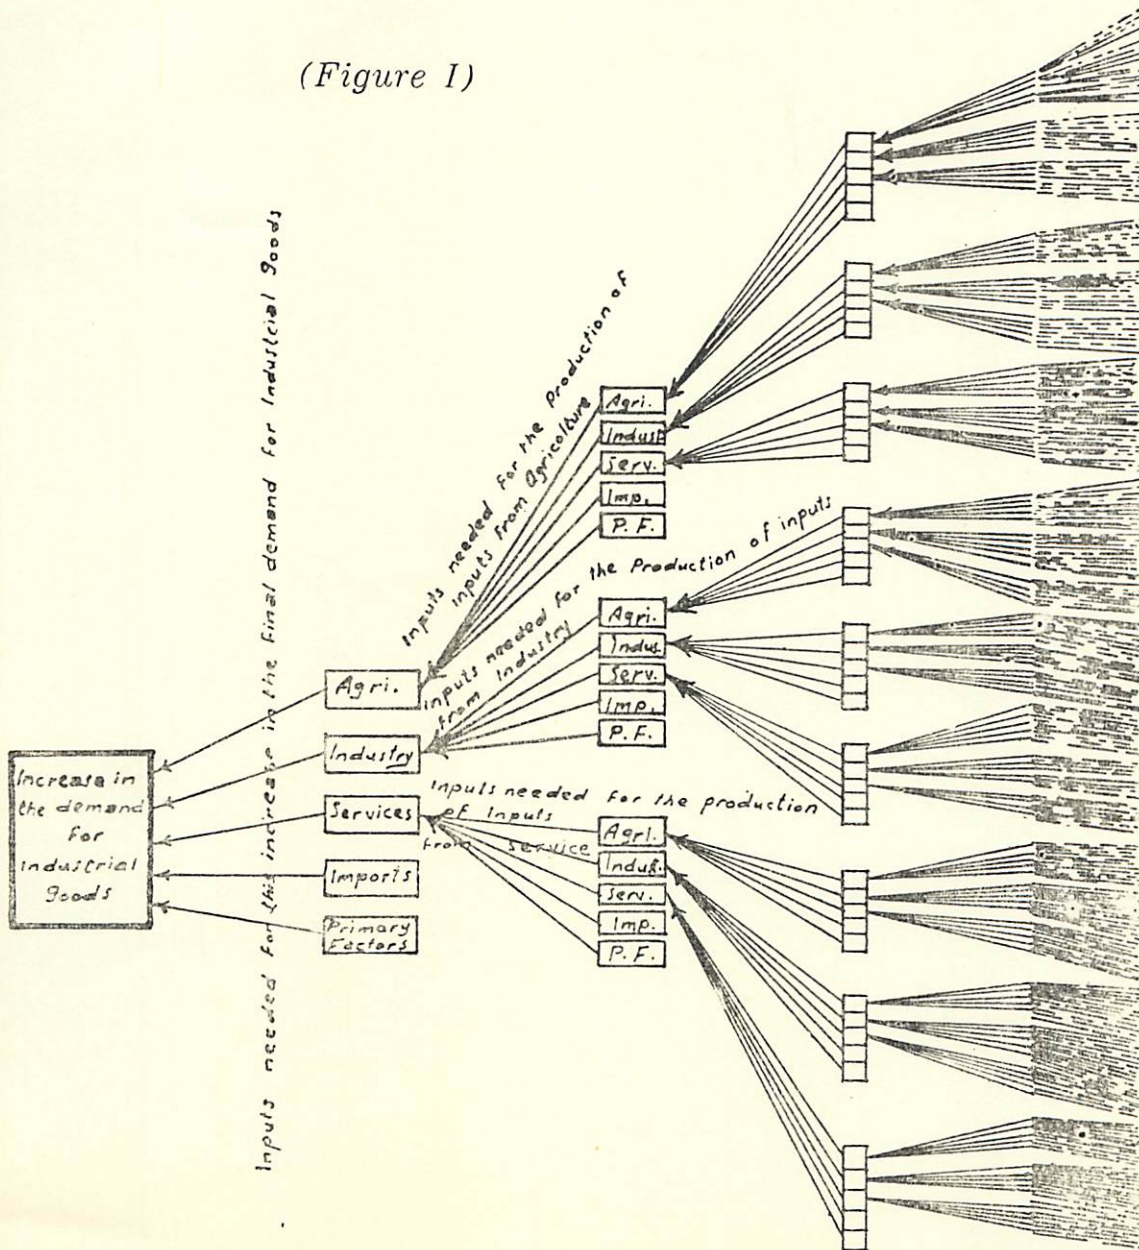 (Figure I)
Inputs needed for this increase in the final demand for Industrial goods
Increase in
the demand
for
industrial
goods
Agri.
Industry
Services
Imports
Primary
Factors
Inputs needed for the Production of
Inputs from Agriculture
Agri.
Indust.
Serv.
Imp.
P. F.
Inputs needed for the Production of inputs
from Industry
Agri.
Indus.
Serv.
Imp.
P. F.
Inputs needed for the production
of Inputs
from service
Agri.
Indus.
Serv.
Imp.
P. F.